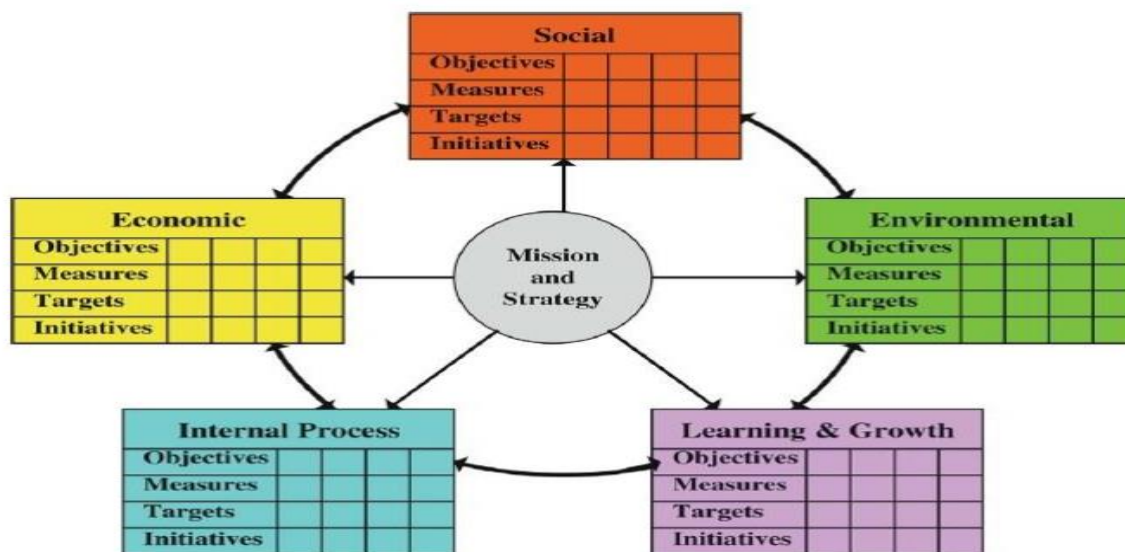 Social
Objectives
Measures
Targets
Initiatives
Economic
Objectives
Measures
Targets
Initiatives
Mission
and
Strategy
Environmental
Objectives
Measures
Targets
Initiatives
Internal Process
Objectives
Measures
Targets
Initiatives
Learning & Growth
Objectives
Measures
Targets
Initiatives